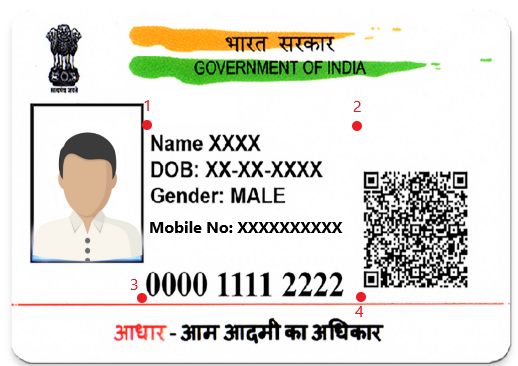 भारत सरकार
GOVERNMENT OF INDIA
सत्यमेव जयते
1
2
Name XXXX
DOB: XX-XX-XXXX
Gender: MALE
Mobile No: XXXXXXXXXX
3
0000 1111 2222
4
आधार - आम आदमी का अधिकार